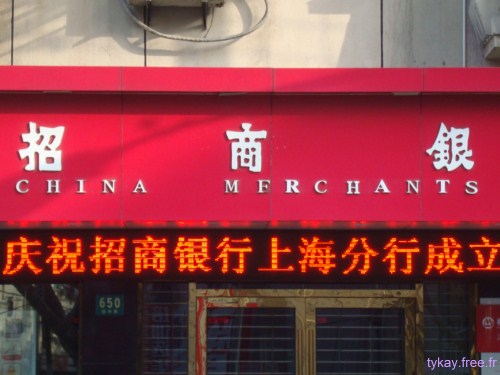 招商銀
CHINA MERCHANTS
庆祝招商银行上海分行成立
650
tykay.free.fr